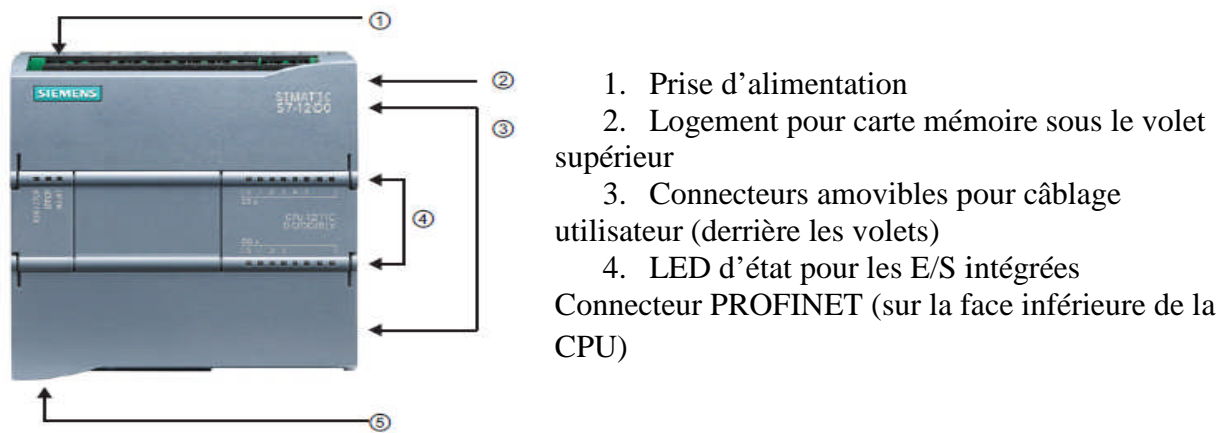 ①
SIEMENS
SIMATIC
S7-1200
②
③
④
⑤
1. Prise d’alimentation
2. Logement pour carte mémoire sous le volet
supérieur
3. Connecteurs amovibles pour câblage
utilisateur (derrière les volets)
4. LED d’état pour les E/S intégrées
Connecteur PROFINET (sur la face inférieure de la
CPU)